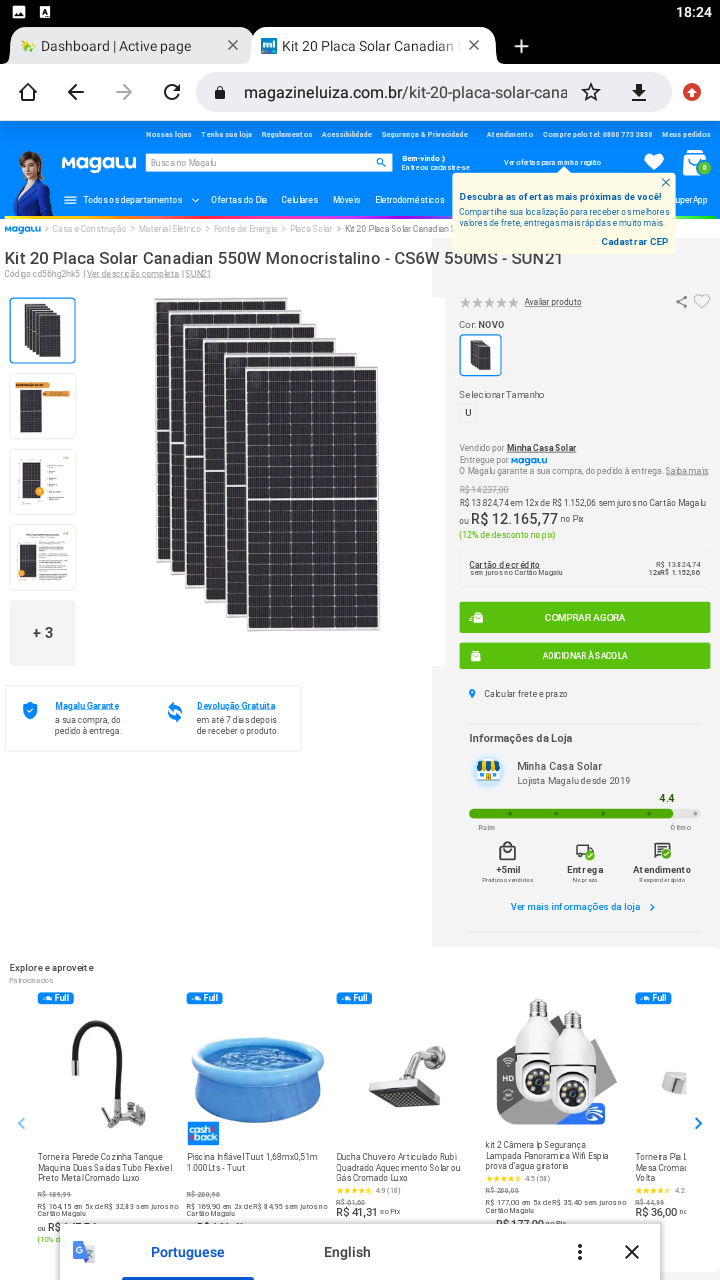 18:24
Dashboard | Active page
Kit 20 Placa Solar Canadian 5
magazineluiza.com.br/kit-20-placa-solar-cana
Nossas lojas Tenha sua loja Regulamentos Acessibilidade Segurança & Privacidade Atendimento Compre pelo tel: 0800 773 3838 Meus pedidos
Magalu
Busca no Magalu
Bem-vindo :)
Entre ou cadastre-se
Ver ofertas para minha região
0
Todos os departamentos Ofertas do Dia Celulares Móveis Eletrodomésticos uperApp
Descubra as ofertas mais próximas de você!
Compartilhe sua localização para receber os melhores
valores de frete, entregas mais rápidas e muito mais.
Cadastrar CEP
Magalu > Casa e Construção > Material Elétrico > Fonte de Energia > Placa Solar > Kit 20 Placa Solar Canadian 5
Kit 20 Placa Solar Canadian 550W Monocristalino - CS6W 550MS - SUN21
Código cd56hg2hk5 | Ver descrição completa | SUN21
+ 3
Magalu Garante
a sua compra, do
pedido à entrega.
Devolução Gratuita
em até 7 dias depois
de receber o produto.
Avaliar produto
Cor: NOVO
Selecionar Tamanho
U
Vendido por Minha Casa Solar
Entregue por Magalu
O Magalu garante a sua compra, do pedido à entrega. Saiba mais
R$ 14.237,00
R$ 13.824,74 em 12x de R$ 1.152,06 sem juros no Cartão Magalu
ou R$ 12.165,77 no Pix
(12% de desconto no pix)
Cartão de crédito R$ 13.824,74
sem juros no Cartão Magalu 12x R$ 1.152,06
COMPRAR AGORA
ADICIONAR À SACOLA
Calcular frete e prazo
Informações da Loja
Minha Casa Solar
Lojista Magalu desde 2019
4.4
Ruim Ótimo
+5mil
Produtos vendidos
Entrega
No prazo
Atendimento
Responde rápido
Ver mais informações da loja
Explore e aproveite
Patrocinados
Full
Torneira Parede Cozinha Tanque
Maquina Duas Saídas Tubo Flexível
Preto Metal Cromado Luxo
R$ 189,99
R$ 164,15 em 5x de R$ 32,83 sem juros no
Cartão Magalu
ou
Full
cash
back
Piscina Inflável Tuut 1,68mx0,51m
1.000Lts - Tuut
R$ 200,90
R$ 169,90 em 2x de R$ 84,95 sem juros no
Cartão Magalu
Full
Ducha Chuveiro Articulado Rubi
Quadrado Aquecimento Solar ou
Gás Cromado Luxo
4.9 (18)
R$ 61,60
R$ 41,31 no Pix
HD
kit 2 Câmera Ip Segurança
Lampada Panoramica Wifi Espia
prova d'agua giratoria
4.5 (58)
R$ 200,00
R$ 177,00 em 5x de R$ 35,40 sem juros no
Cartão Magalu
R$ 177,00 no Pix
Full
Torneira Pia L
Mesa Cromad
Volta
4.2
R$ 44,99
R$ 36,00 no
Portuguese English